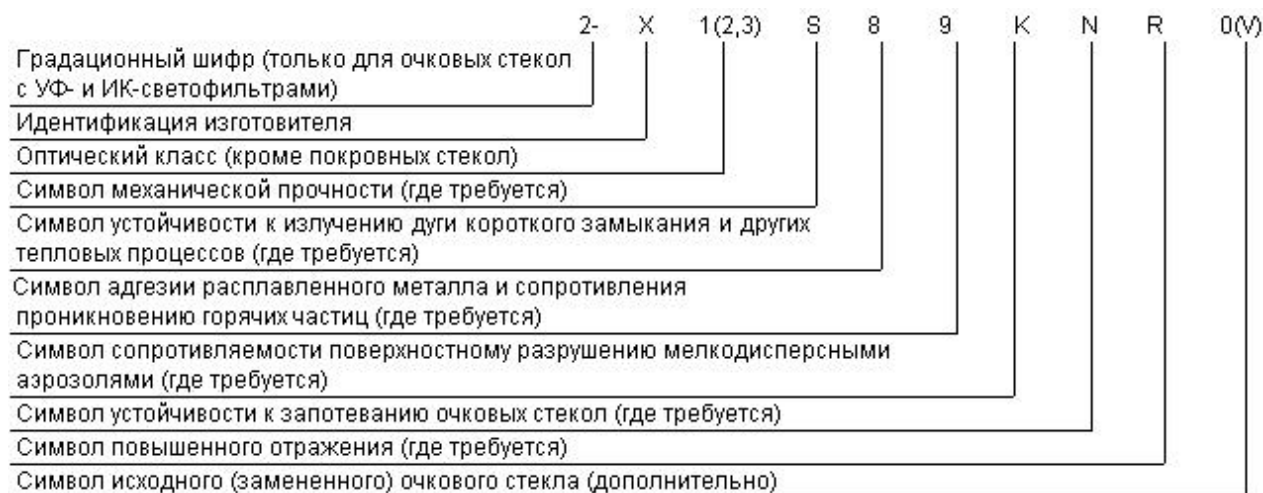 2- X 1(2,3) S 8 9 K N R 0(V)
Градационный шифр (только для очковых стекол
с УФ- и ИК-светофильтрами)
Идентификация изготовителя
Оптический класс (кроме покровных стекол)
Символ механической прочности (где требуется)
Символ устойчивости к излучению дуги короткого замыкания и других
тепловых процессов (где требуется)
Символ адгезии расплавленного металла и сопротивления
проникновению горячих частиц (где требуется)
Символ сопротивляемости поверхностному разрушению мелкодисперсными
аэрозолями (где требуется)
Символ устойчивости к запотеванию очковых стекол (где требуется)
Символ повышенного отражения (где требуется)
Символ исходного (замененного) очкового стекла (дополнительно)